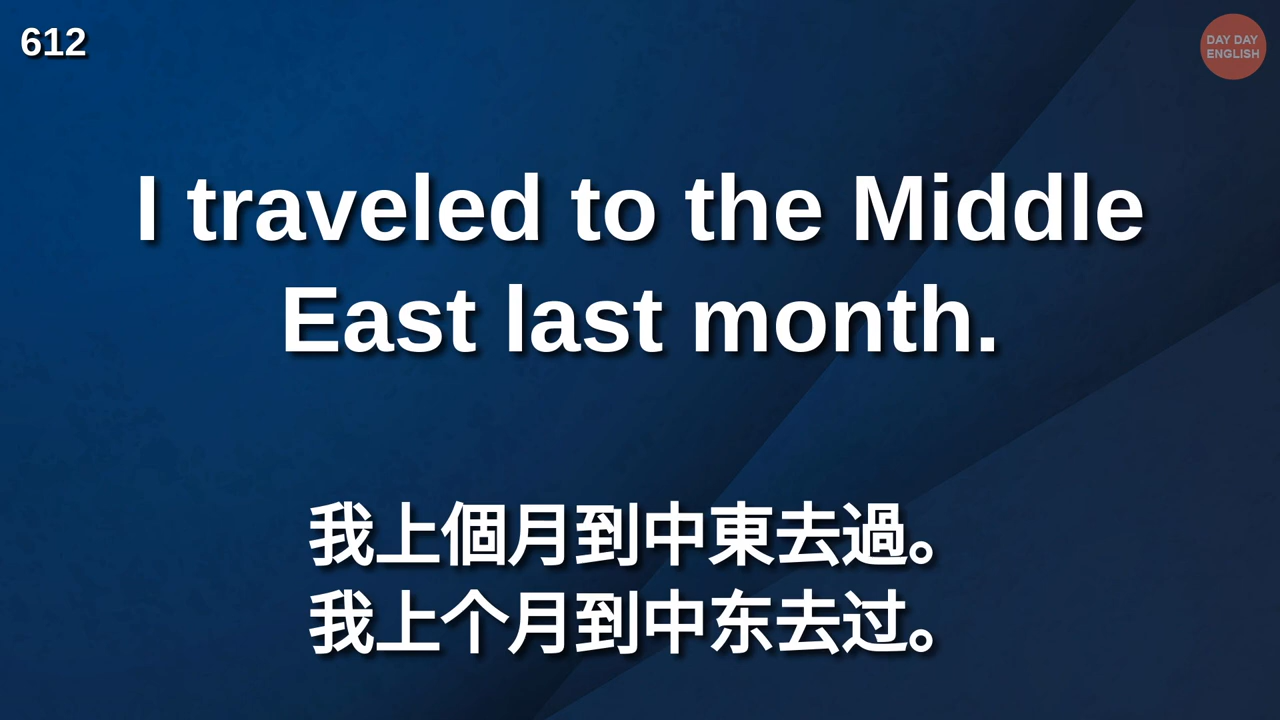 612
DAY DAY
ENGLISH
I traveled to the Middle
East last month.
我上個月到中東去過。
我上个月到中东去过。